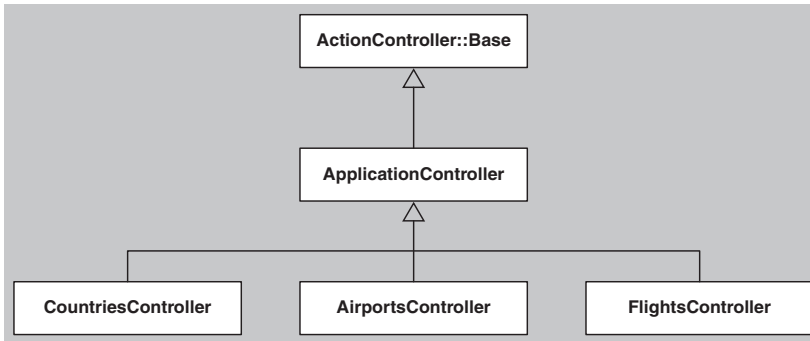 ActionController::Base
ApplicationController
CountriesController
AirportsController
FlightsController